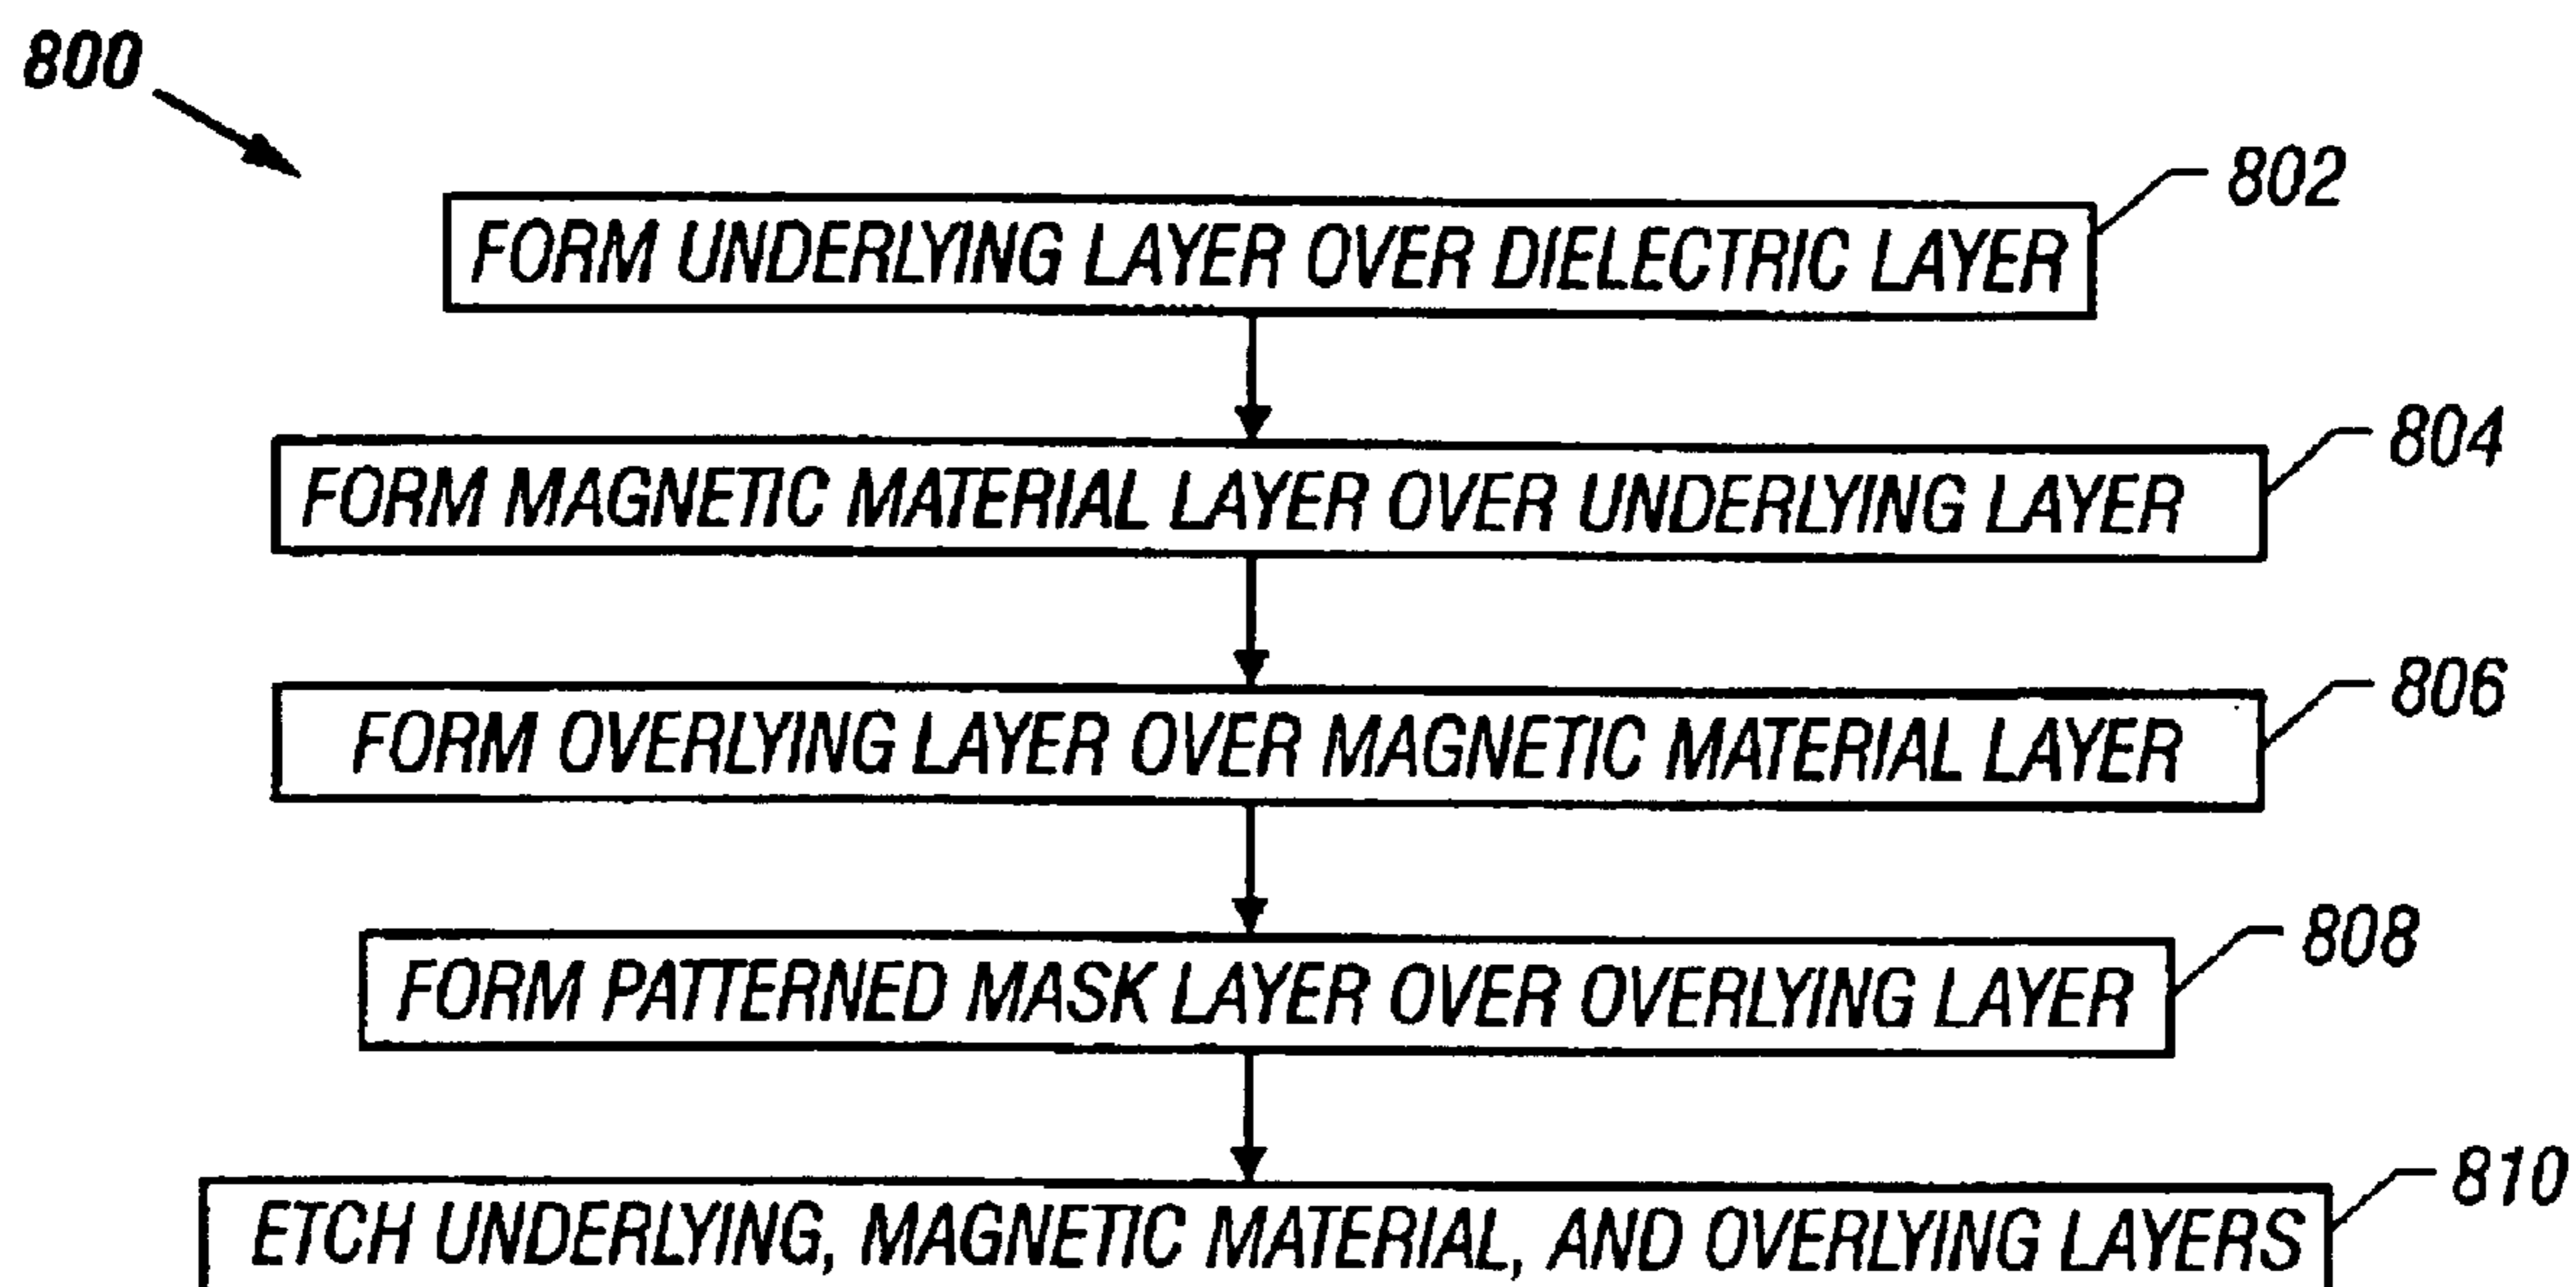 800
802
FORM UNDERLYING LAYER OVER DIELECTRIC LAYER
804
FORM MAGNETIC MATERIAL LAYER OVER UNDERLYING LAYER
806
FORM OVERLYING LAYER OVER MAGNETIC MATERIAL LAYER
808
FORM PATTERNED MASK LAYER OVER OVERLYING LAYER
810
ETCH UNDERLYING, MAGNETIC MATERIAL, AND OVERLYING LAYERS